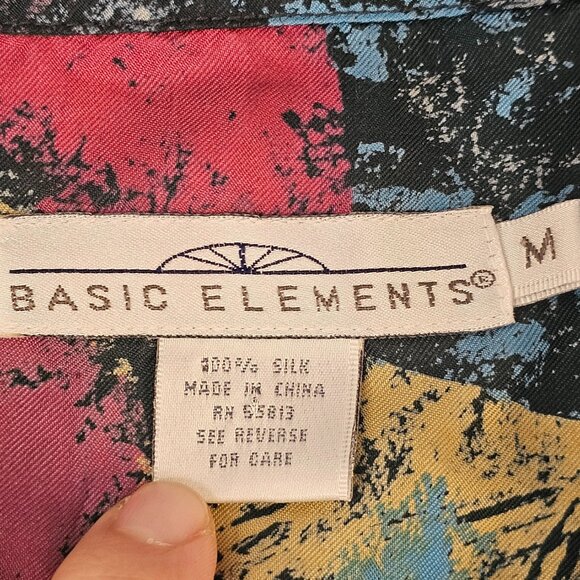 BASIC ELEMENTS®
M
100% SILK
MADE IN CHINA
RN 55813
SEE REVERSE
FOR CARE